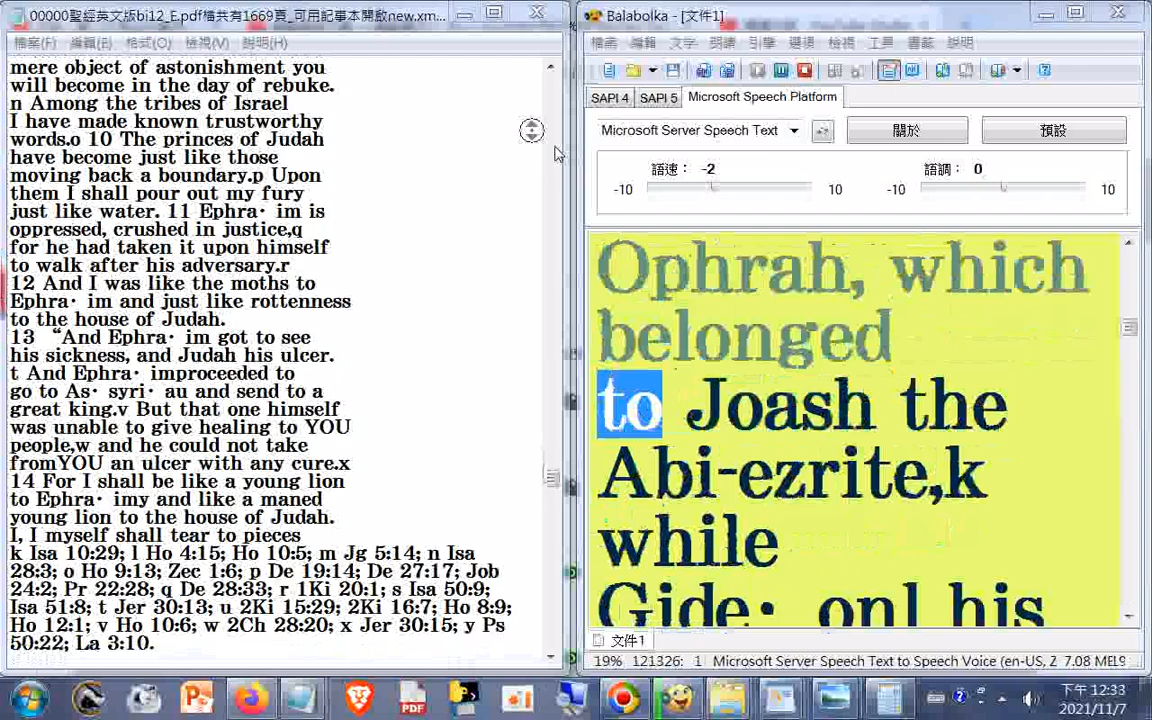 00000聖經英文版bi12_E.pdf檔共有1669頁_可用記事本開啟new.xm...
檔案(F) 編輯(E) 格式(O) 檢視(V) 說明(H)
mere object of astonishment you
will become in the day of rebuke.
n Among the tribes of Israel
I have made known trustworthy
words.o 10 The princes of Judah
have become just like those
moving back a boundary.p Upon
them I shall pour out my fury
just like water. 11 Ephra· im is
oppressed, crushed in justice,q
for he had taken it upon himself
to walk after his adversary.r
12 And I was like the moths to
Ephra· im and just like rottenness
to the house of Judah.
13 “And Ephra· im got to see
his sickness, and Judah his ulcer.
t And Ephra· improceeded to
go to As· syri· au and send to a
great king.v But that one himself
was unable to give healing to YOU
people,w and he could not take
fromYOU an ulcer with any cure.x
14 For I shall be like a young lion
to Ephra· imy and like a maned
young lion to the house of Judah.
I, I myself shall tear to pieces
k Isa 10:29; l Ho 4:15; Ho 10:5; m Jg 5:14; n Isa
28:3; o Ho 9:13; Zec 1:6; p De 19:14; De 27:17; Job
24:2; Pr 22:28; q De 28:33; r 1Ki 20:1; s Isa 50:9;
Isa 51:8; t Jer 30:13; u 2Ki 15:29; 2Ki 16:7; Ho 8:9;
Ho 12:1; v Ho 10:6; w 2Ch 28:20; x Jer 30:15; y Ps
50:22; La 3:10.
Balabolka - [文件1]
檔案 編輯 文字 朗讀 引擎 選項 檢視 工具 書籤 說明
SAPI 4 SAPI 5 Microsoft Speech Platform
Microsoft Server Speech Text 關於 預設
語速： -2 語調： 0
-10 10 -10 10
Ophrah, which
belonged
to Joash the
Abi-ezrite,k
while
Gide· onl his
文件1
19% 121326: 1 Microsoft Server Speech Text to Speech Voice (en-US, Z 7.08 MEL9
PDF
下午 12:33
2021/11/7